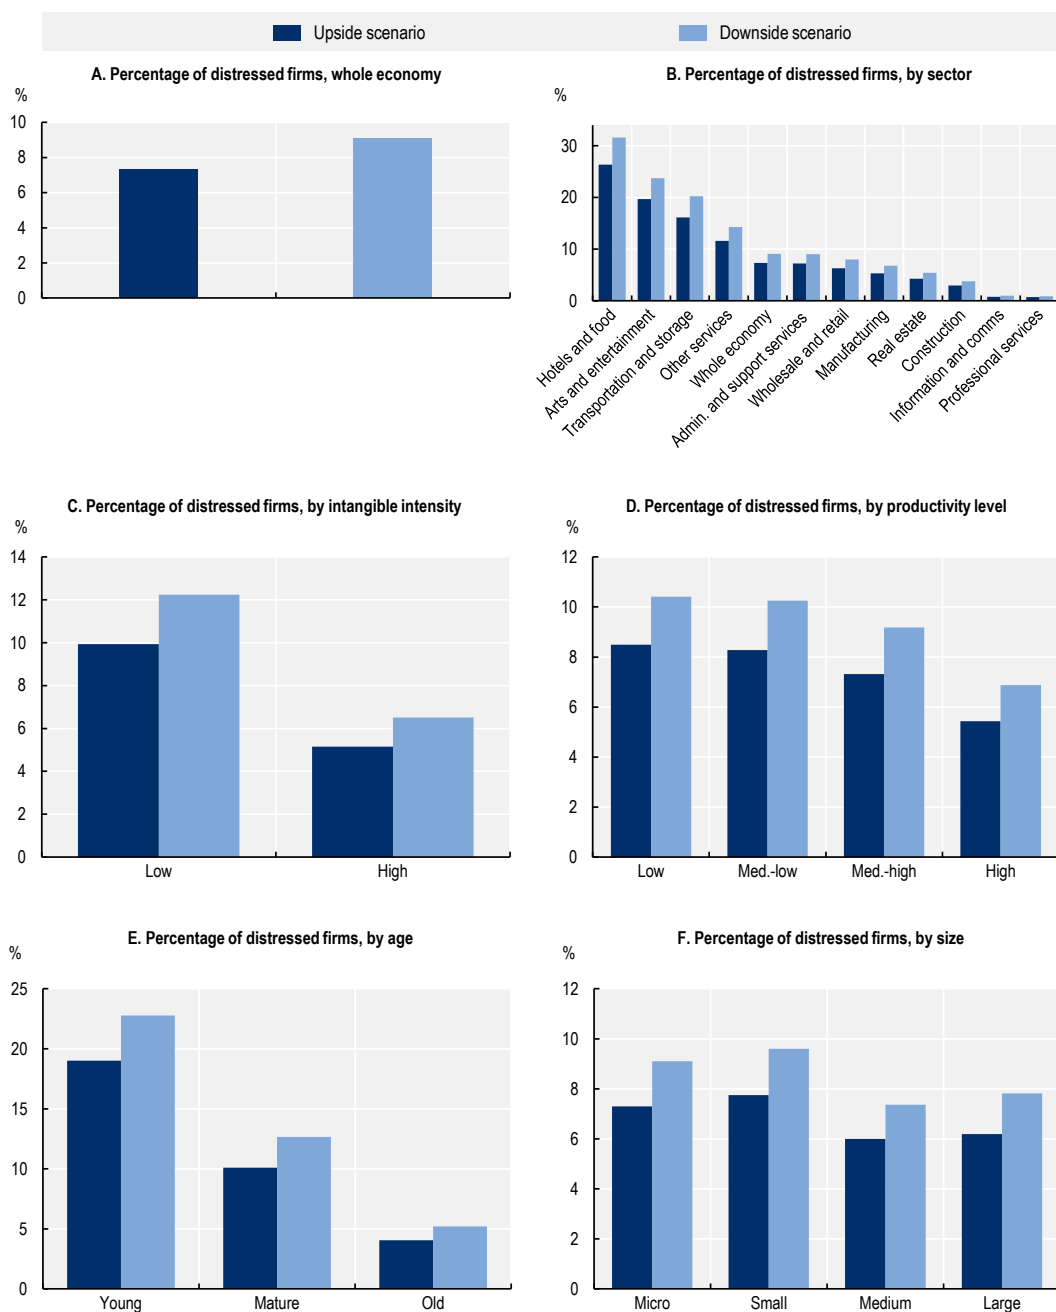 Upside scenario
Downside scenario
A. Percentage of distressed firms, whole economy
%
10
8
6
4
2
0
B. Percentage of distressed firms, by sector
%
30
20
10
0
Hotels and food
Arts and entertainment
Transportation and storage
Other services
Whole economy
Admin. and support services
Wholesale and retail
Manufacturing
Real estate
Construction
Information and comms
Professional services
C. Percentage of distressed firms, by intangible intensity
%
14
12
10
8
6
4
2
0
Low
High
D. Percentage of distressed firms, by productivity level
%
12
10
8
6
4
2
0
Low
Med.-low
Med.-high
High
E. Percentage of distressed firms, by age
%
25
20
15
10
5
0
Young
Mature
Old
F. Percentage of distressed firms, by size
%
12
10
8
6
4
2
0
Micro
Small
Medium
Large